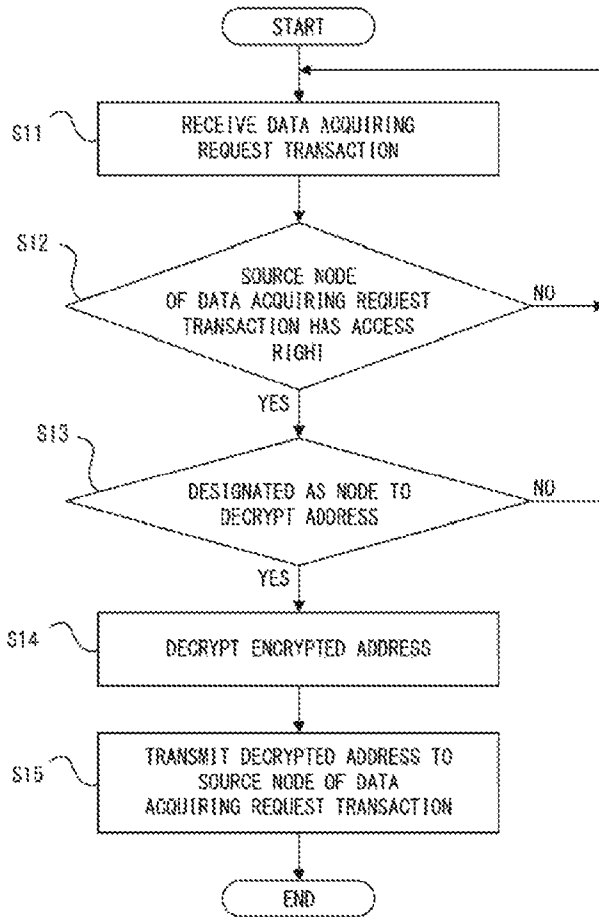 START
S11
RECEIVE DATA ACQUIRING
REQUEST TRANSACTION
S12
SOURCE NODE
OF DATA ACQUIRING REQUEST
TRANSACTION HAS ACCESS
RIGHT
NO
YES
S13
DESIGNATED AS NODE TO
DECRYPT ADDRESS
NO
YES
S14
DECRYPT ENCRYPTED ADDRESS
S15
TRANSMIT DECRYPTED ADDRESS TO
SOURCE NODE OF DATA
ACQUIRING REQUEST TRANSACTION
END